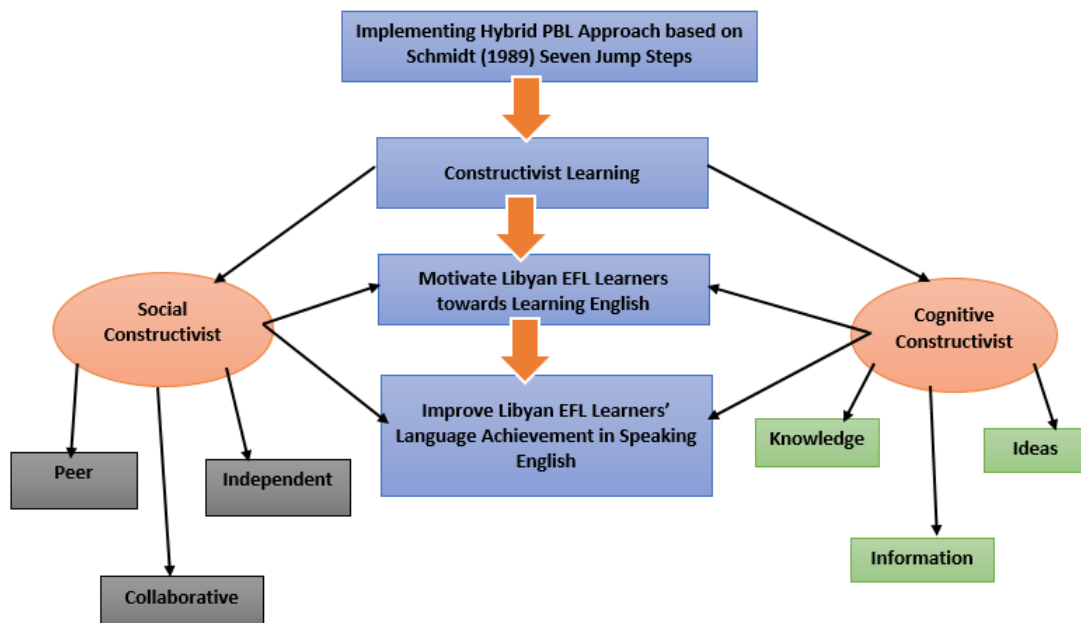 Implementing Hybrid PBL Approach based on
Schmidt (1989) Seven Jump Steps
Constructivist Learning
Motivate Libyan EFL Learners
towards Learning English
Social
Constructivist
Cognitive
Constructivist
Improve Libyan EFL Learners’
Language Achievement in Speaking
English
Peer
Independent
Collaborative
Knowledge
Ideas
Information